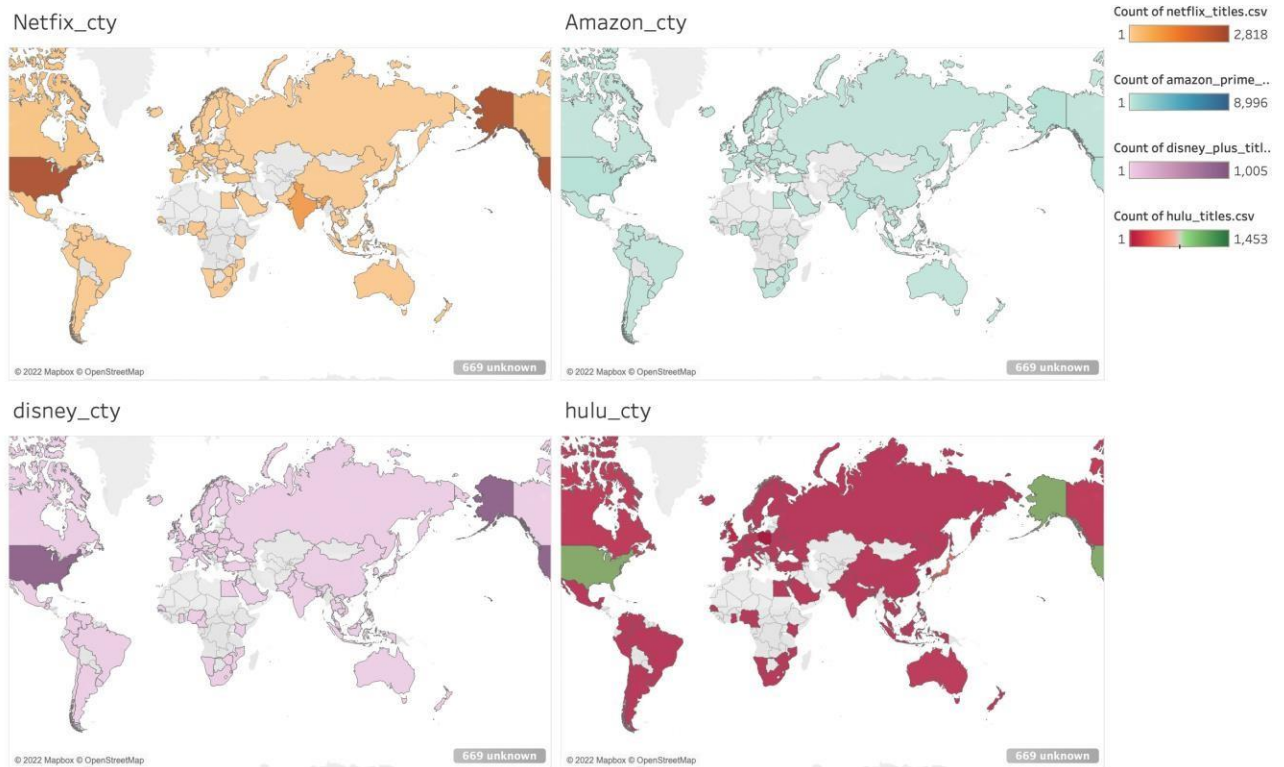 Netfix_cty
Amazon_cty
Count of netflix_titles.csv
1 2,818
Count of amazon_prime_..
1 8,996
Count of disney_plus_titl..
1 1,005
Count of hulu_titles.csv
1 1,453
© 2022 Mapbox © OpenStreetMap
669 unknown
© 2022 Mapbox © OpenStreetMap
669 unknown
disney_cty
hulu_cty
© 2022 Mapbox © OpenStreetMap
669 unknown
© 2022 Mapbox © OpenStreetMap
669 unknown